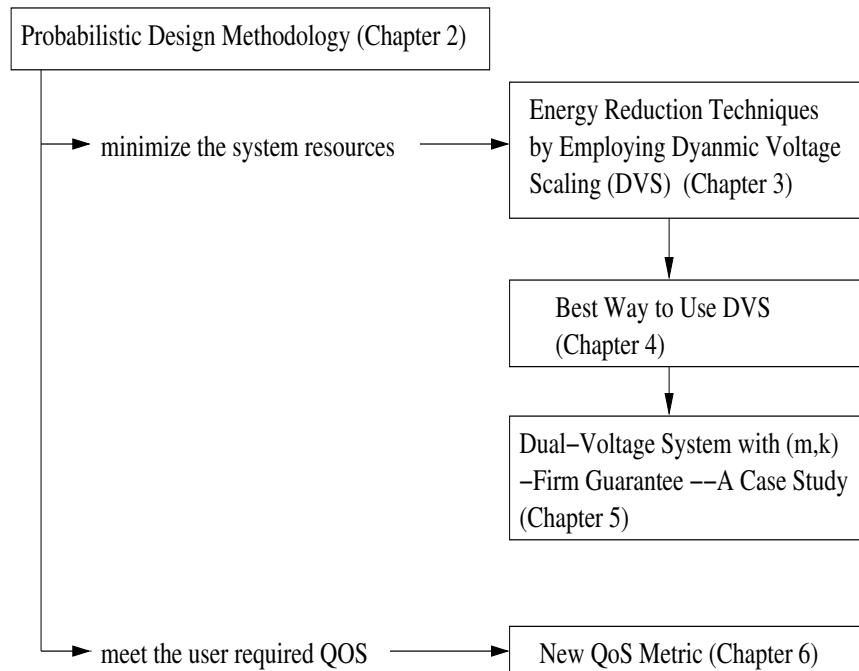 Probabilistic Design Methodology (Chapter 2)
minimize the system resources
Energy Reduction Techniques
by Employing Dyanmic Voltage
Scaling (DVS) (Chapter 3)
Best Way to Use DVS
(Chapter 4)
Dual−Voltage System with (m,k)
−Firm Guarantee −−A Case Study
(Chapter 5)
meet the user required QOS
New QoS Metric (Chapter 6)